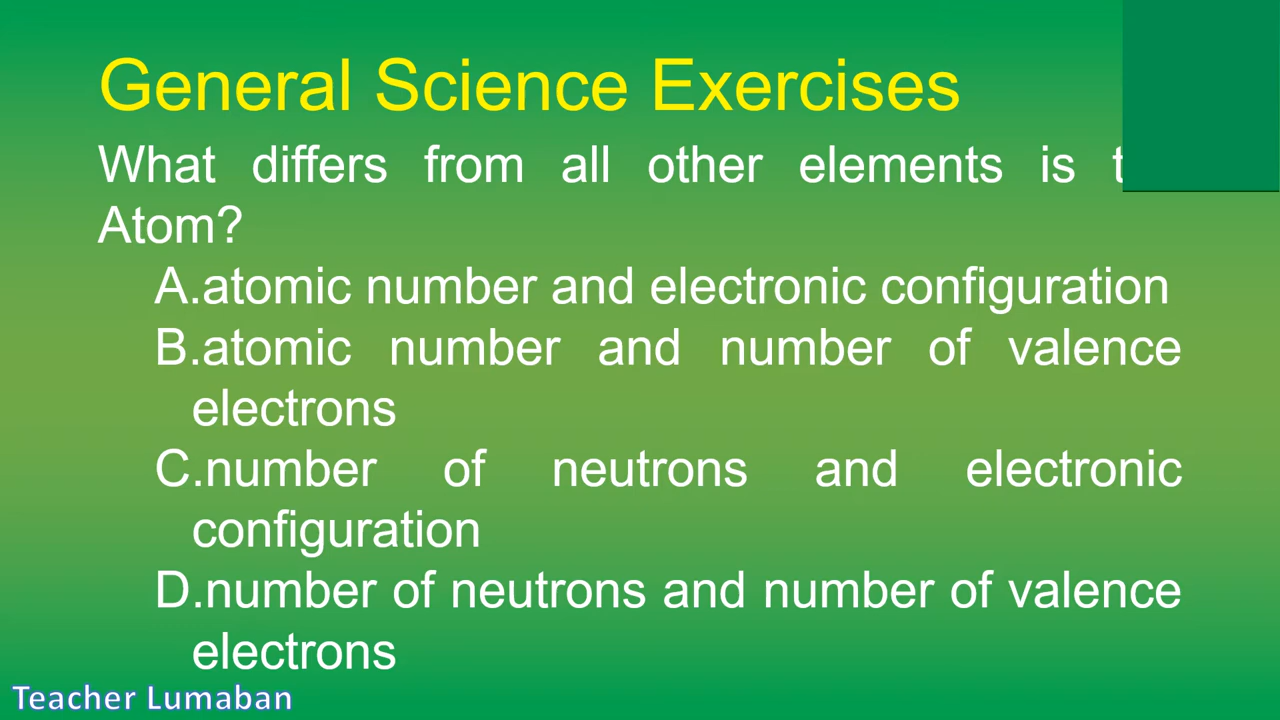 General Science Exercises
What differs from all other elements is
Atom?
A.atomic number and electronic configuration
B.atomic number and number of valence
electrons
C.number of neutrons and electronic
configuration
D.number of neutrons and number of valence
electrons
Teacher Lumaban